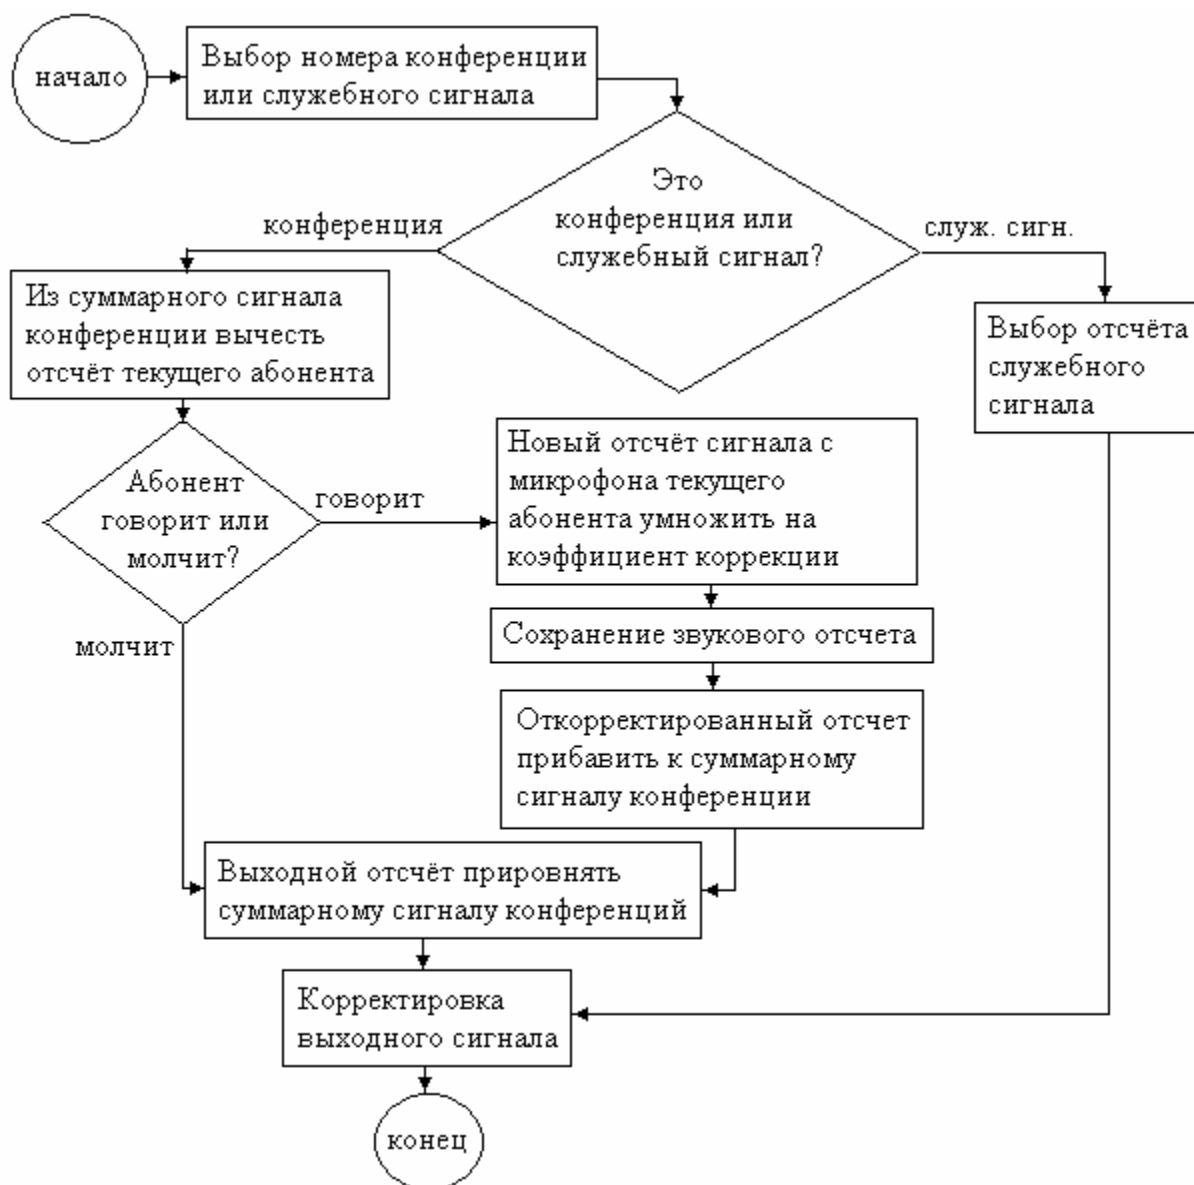 начало
Выбор номера конференции
или служебного сигнала
Это
конференция или
служебный сигнал?
конференция
служ. сигн.
Из суммарного сигнала
конференции вычесть
отсчёт текущего абонента
Выбор отсчёта
служебного
сигнала
Абонент
говорит или
молчит?
говорит
молчит
Новый отсчёт сигнала с
микрофона текущего
абонента умножить на
коэффициент коррекции
Сохранение звукового отсчета
Откорректированный отсчет
прибавить к суммарному
сигналу конференции
Выходной отсчёт прировнять
суммарному сигналу конференций
Корректировка
выходного сигнала
конец